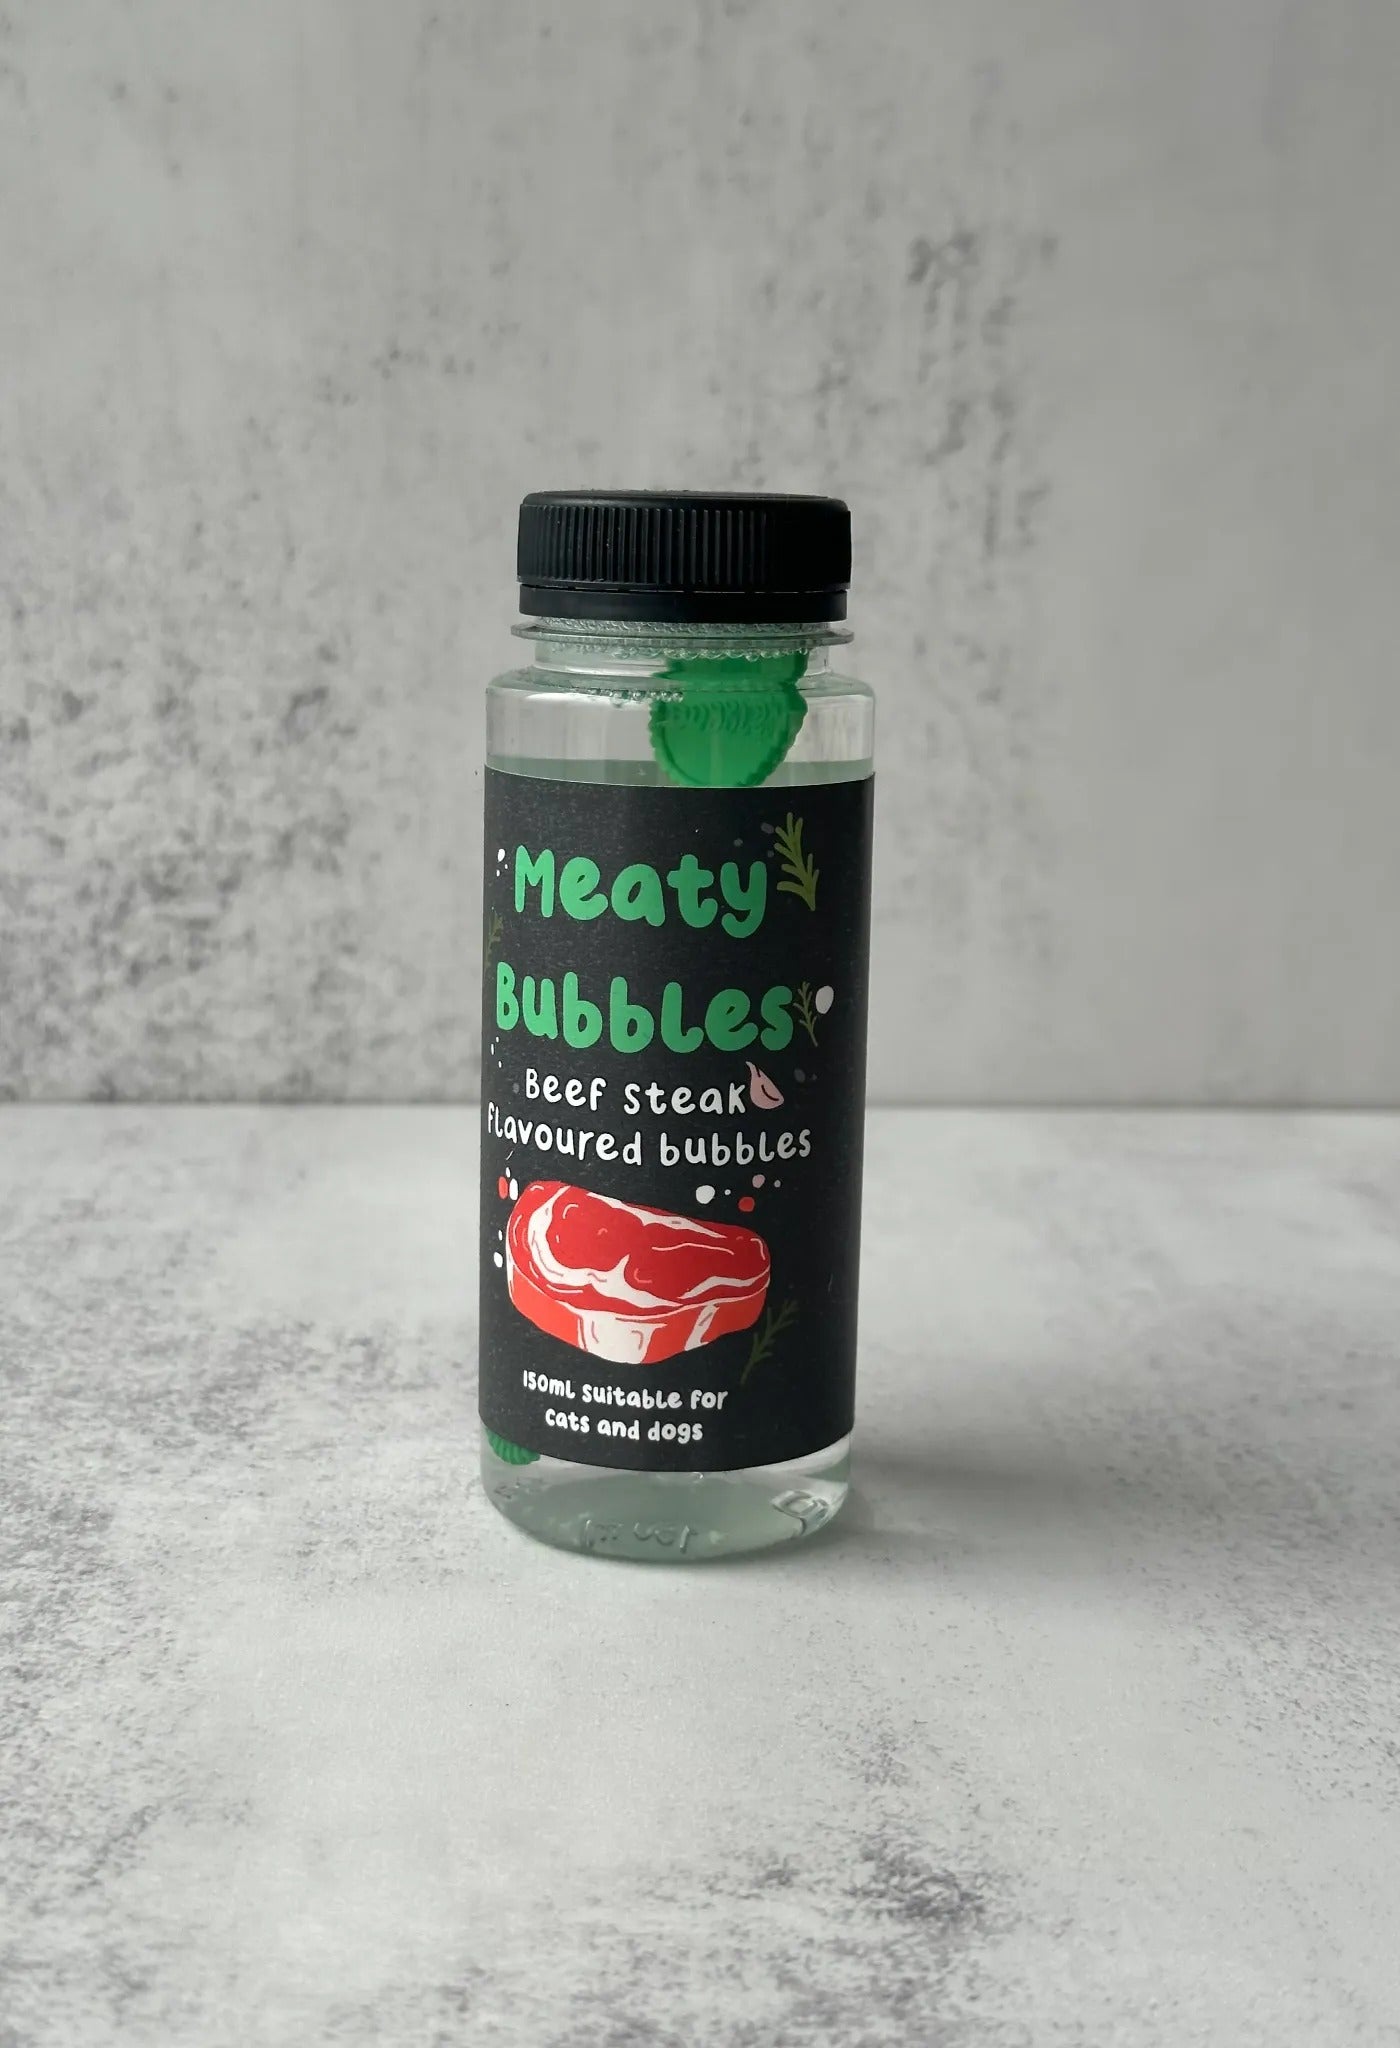 Meaty
Bubbles
Beef steak
flavoured bubbles
150ml suitable for
cats and dogs